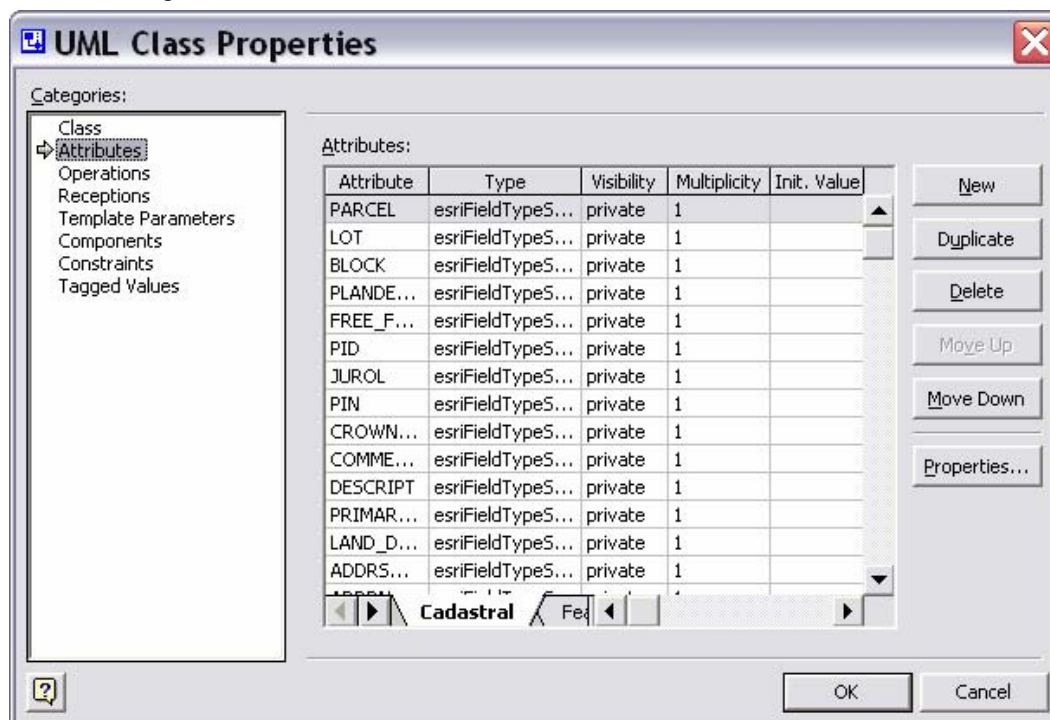 UML Class Properties
Categories:
Class
Attributes
Operations
Receptions
Template Parameters
Components
Constraints
Tagged Values
Attributes:
Attribute Type Visibility Multiplicity Init. Value
PARCEL esriFieldTypeS... private 1
LOT esriFieldTypeS... private 1
BLOCK esriFieldTypeS... private 1
PLANDE... esriFieldTypeS... private 1
FREE_F... esriFieldTypeS... private 1
PID esriFieldTypeS... private 1
JUROL esriFieldTypeS... private 1
PIN esriFieldTypeS... private 1
CROWN... esriFieldTypeS... private 1
COMME... esriFieldTypeS... private 1
DESCRIPT esriFieldTypeS... private 1
PRIMAR... esriFieldTypeS... private 1
LAND_D... esriFieldTypeS... private 1
ADDRS... esriFieldTypeS... private 1
Cadastral Fea
New
Duplicate
Delete
Move Up
Move Down
Properties...
OK Cancel